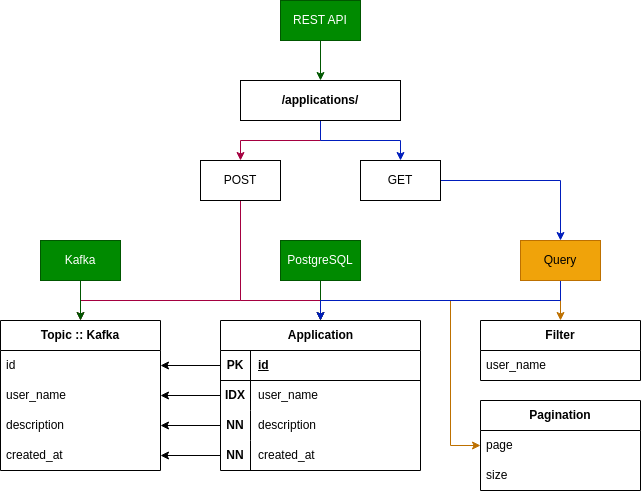 REST API
/applications/
POST
GET
Kafka
PostgreSQL
Query
Topic :: Kafka
id
user_name
description
created_at
Application
PK id
IDX user_name
NN description
NN created_at
Filter
user_name
Pagination
page
size